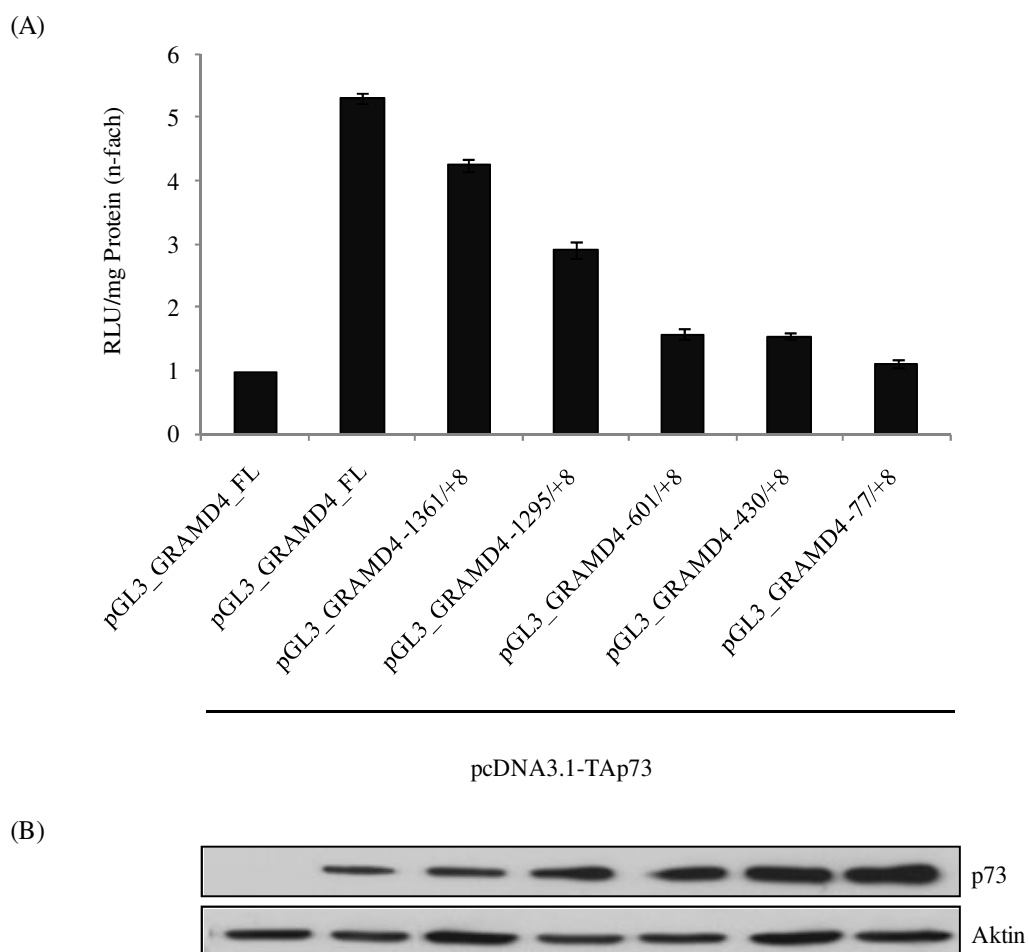 (A)
RLU/mg Protein (n-fach)
6
5
4
3
2
1
0
pGL3_GRAMD4_FL
pGL3_GRAMD4_FL
pGL3_GRAMD4 -1361/+8
pGL3_GRAMD4 -1295/+8
pGL3_GRAMD4 -601/+8
pGL3_GRAMD4 -430/+8
pGL3_GRAMD4 -77/+8
pcDNA3.1-TAp73
(B)
p73
Aktin